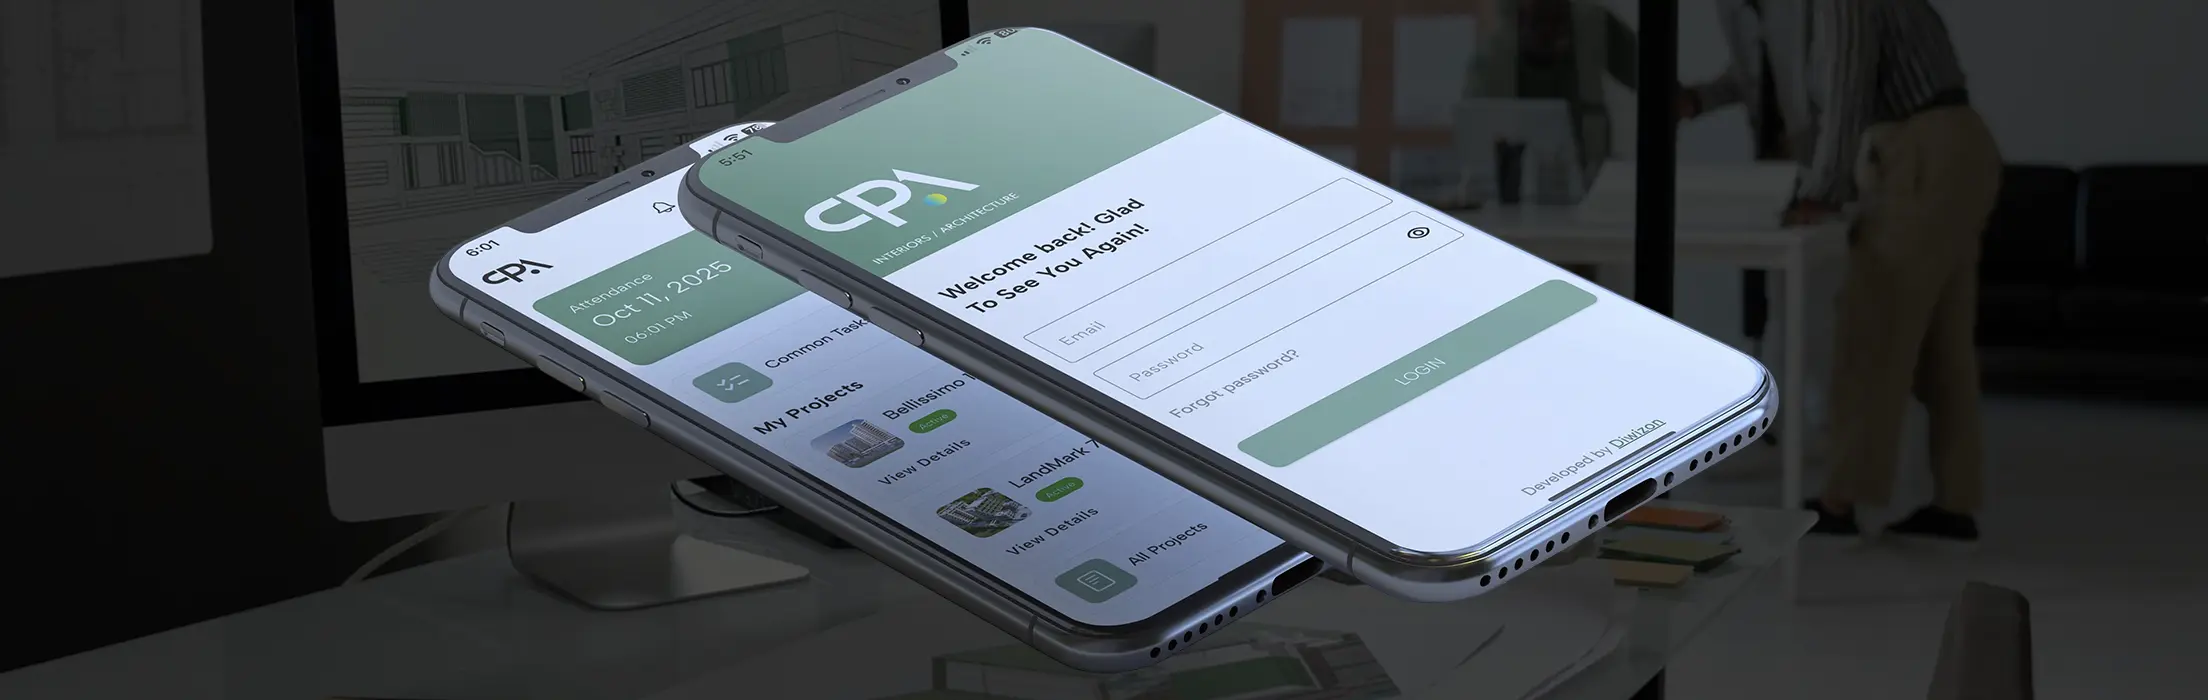 6:01
CPA
Attendance
Oct 11, 2025
06:01 PM
Common Task
My Projects
Bellissimo
Active
View Details
LandMark 7
Active
View Details
All Projects
5:51
CPA
INTERIORS / ARCHITECTURE
Welcome back! Glad
To See You Again!
Email
Password
Forgot password?
LOGIN
Developed by Diwizon